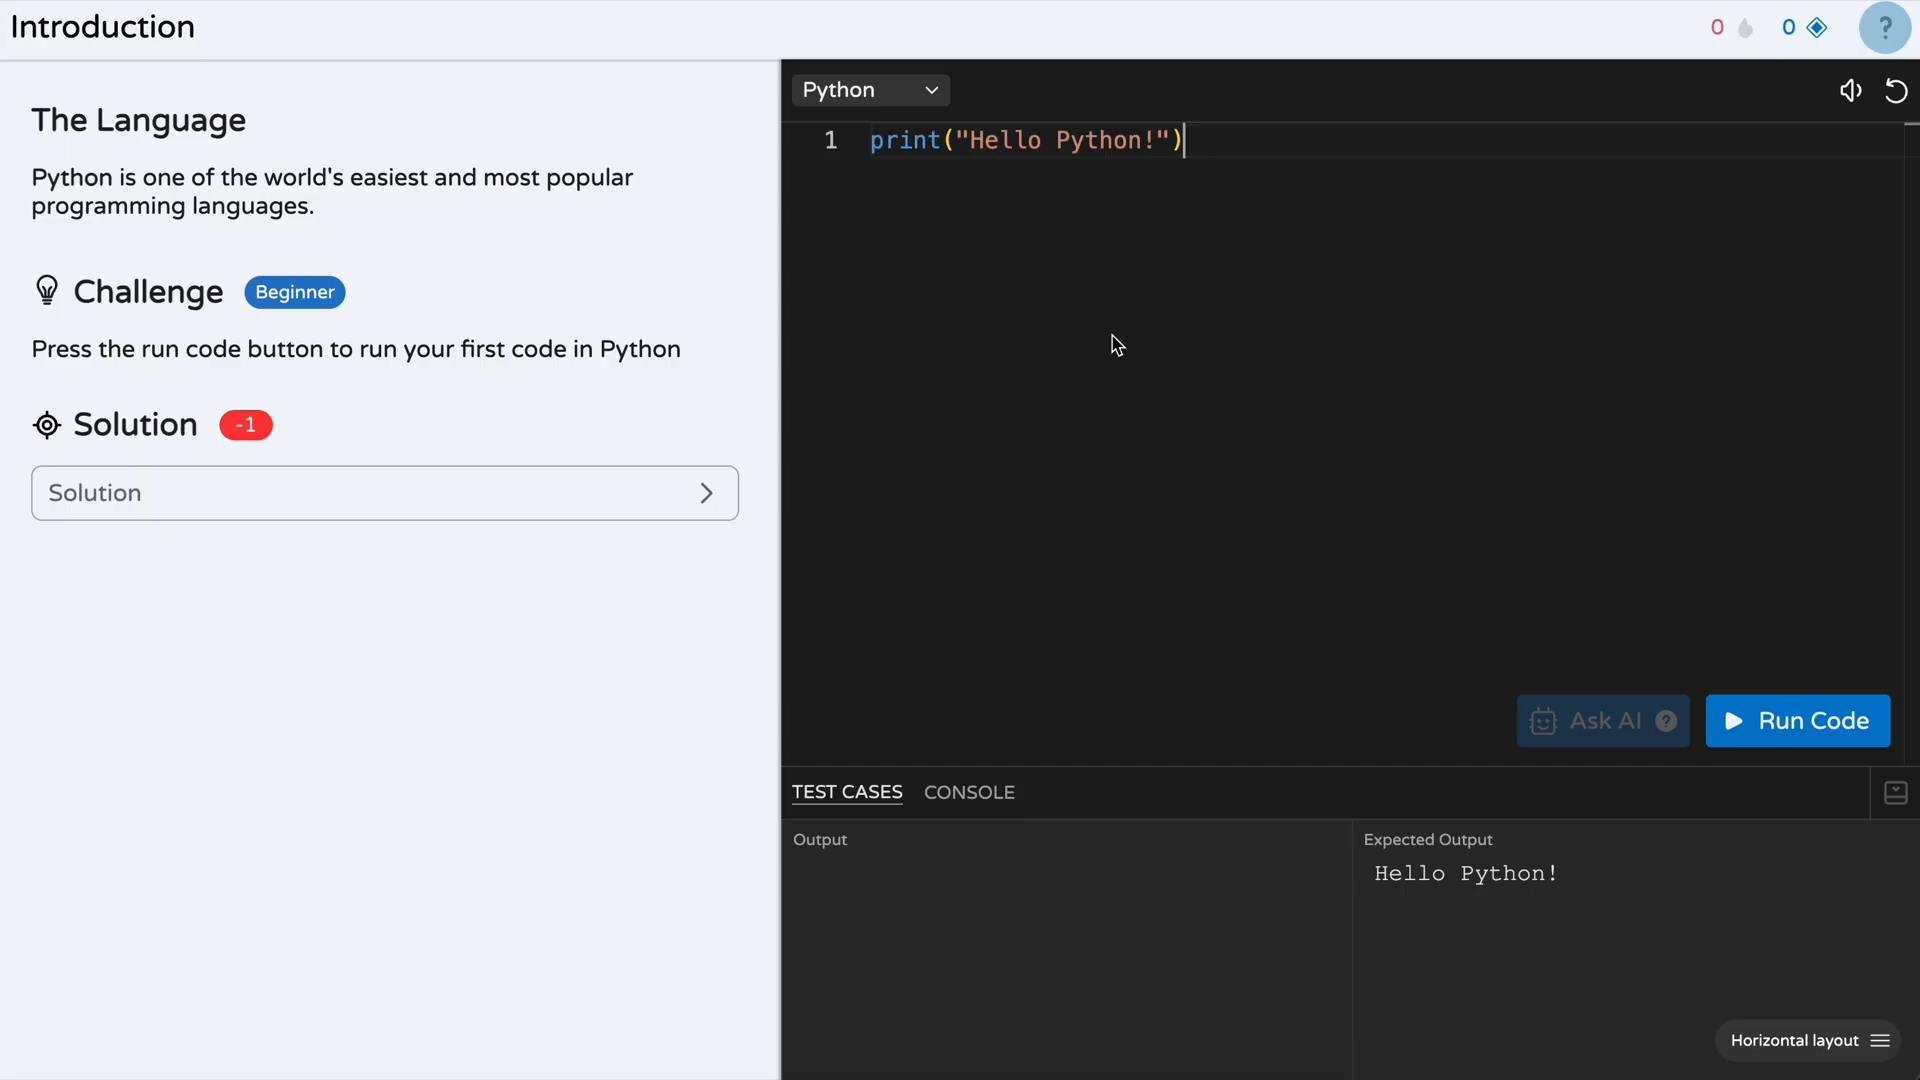 Introduction
0
0
?
The Language
Python is one of the world's easiest and most popular
programming languages.
Challenge
Beginner
Press the run code button to run your first code in Python
Solution
-1
Solution
Python
1
print("Hello Python!")
Ask AI ?
Run Code
TEST CASES
CONSOLE
Output
Expected Output
Hello Python!
Horizontal layout